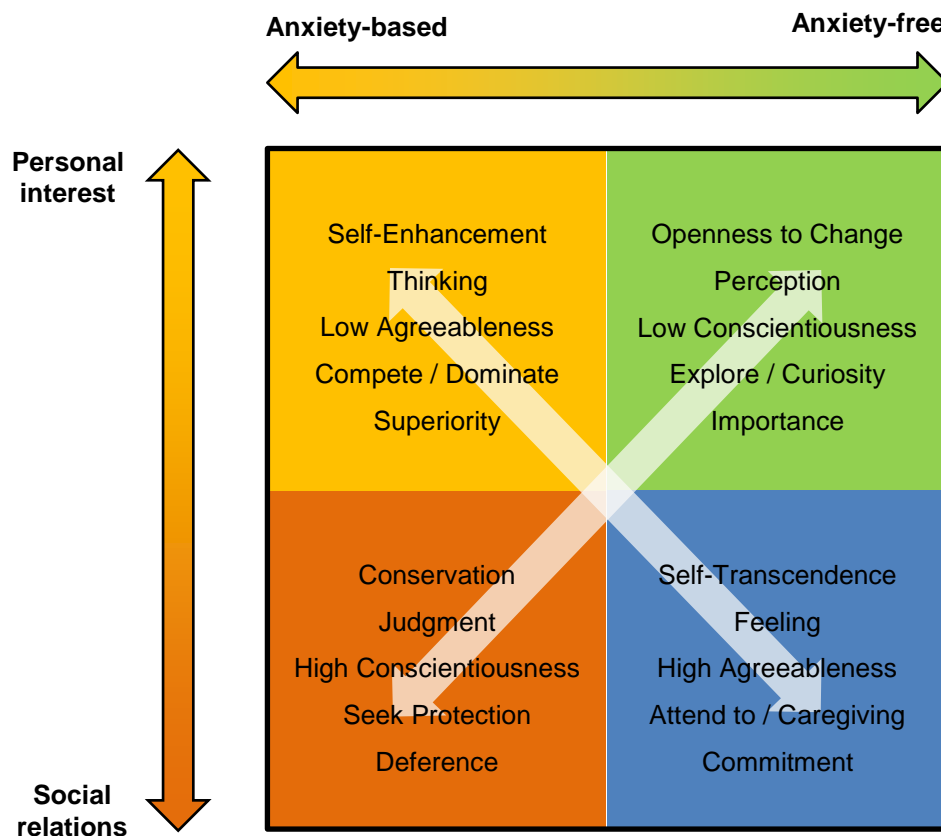 Anxiety-based
Anxiety-free
Personal
interest
Self-Enhancement
Thinking
Low Agreeableness
Compete / Dominate
Superiority
Openness to Change
Perception
Low Conscientiousness
Explore / Curiosity
Importance
Conservation
Judgment
High Conscientiousness
Seek Protection
Deference
Self-Transcendence
Feeling
High Agreeableness
Attend to / Caregiving
Commitment
Social
relations